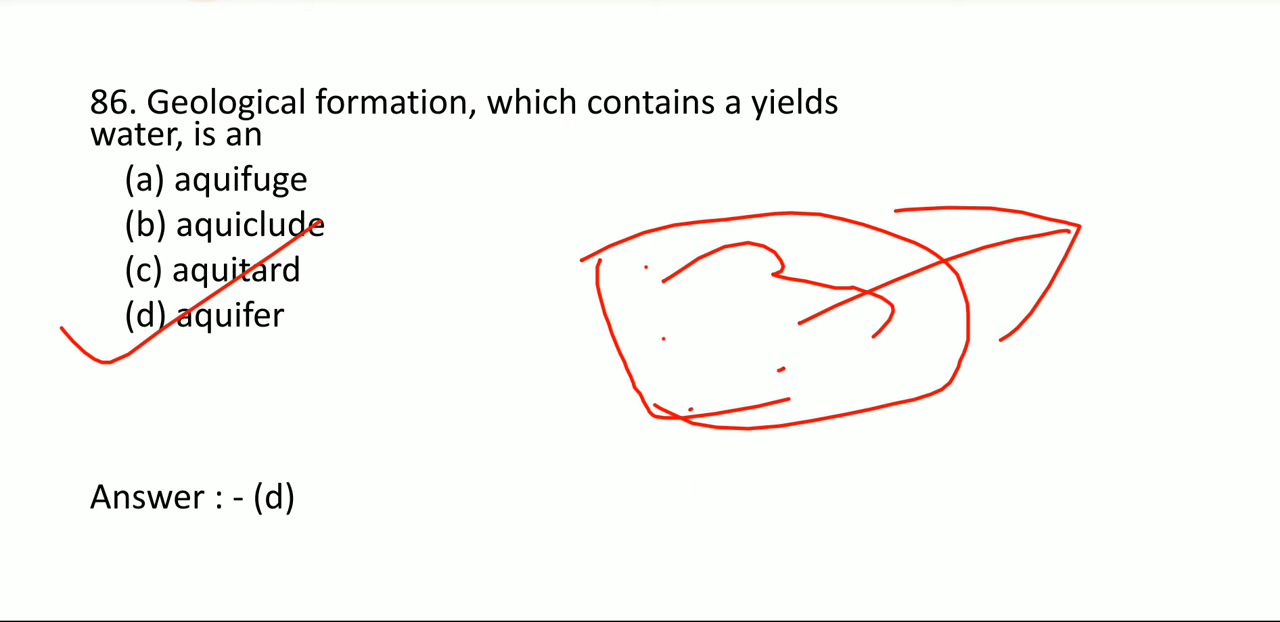 86. Geological formation, which contains a yields
water, is an
(a) aquifuge
(b) aquiclude
(c) aquitard
(d) aquifer
Answer : - (d)